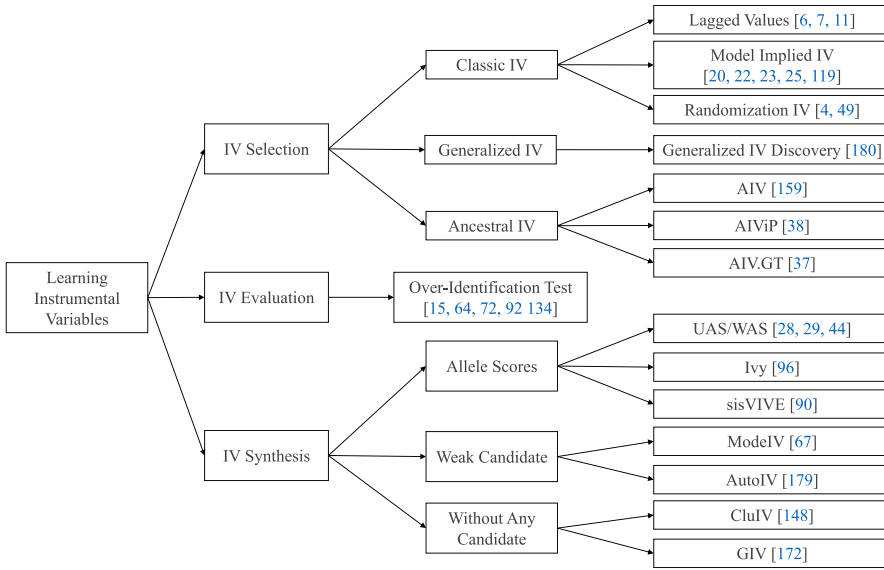 Learning
Instrumental
Variables
IV Selection
Classic IV
Lagged Values [6, 7, 11]
Model Implied IV
[20, 22, 23, 25, 119]
Randomization IV [4, 49]
Generalized IV
Generalized IV Discovery [180]
Ancestral IV
AIV [159]
AIViP [38]
AIV.GT [37]
IV Evaluation
Over-Identification Test
[15, 64, 72, 92 134]
IV Synthesis
Allele Scores
UAS/WAS [28, 29, 44]
Ivy [96]
sisVIVE [90]
Weak Candidate
ModeIV [67]
AutoIV [179]
Without Any
Candidate
CluIV [148]
GIV [172]